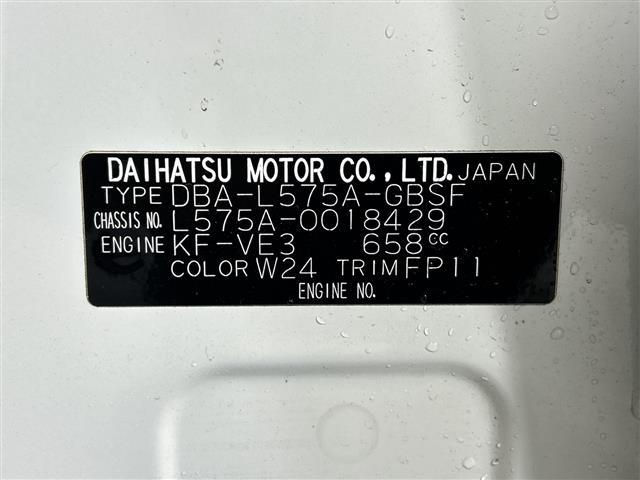 DAIHATSU MOTOR CO.,LTD. JAPAN
TYPE DBA-L575A-GBSF
CHASSIS NO. L575A-0018429
ENGINE KF-VE3 658cc
COLOR W24 TRIM FP11
ENGINE NO.